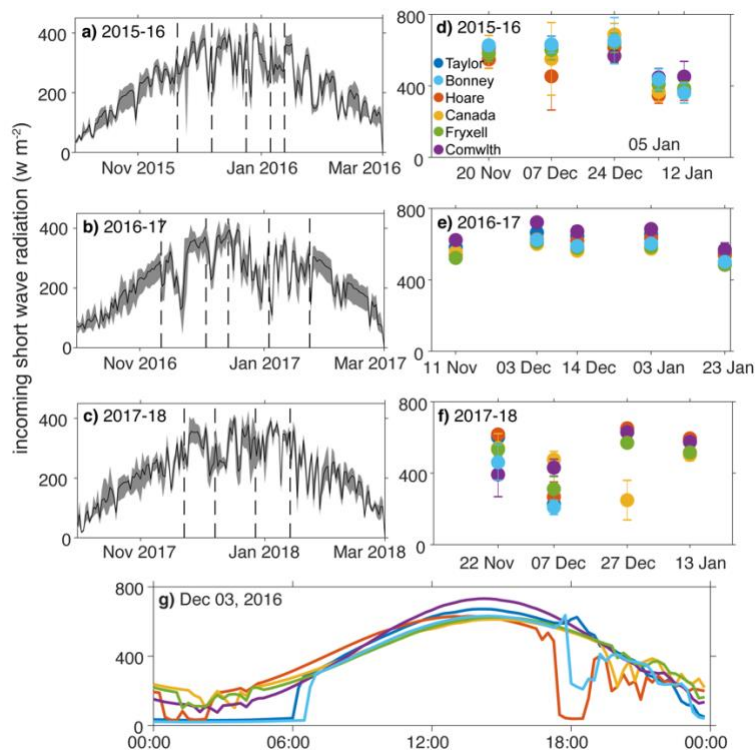 incoming short wave radiation (w m-2)
a) 2015-16
400
200
0
Nov 2015
Jan 2016
Mar 2016
b) 2016-17
400
200
0
Nov 2016
Jan 2017
Mar 2017
c) 2017-18
400
200
0
Nov 2017
Jan 2018
Mar 2018
d) 2015-16
800
400
0
Taylor
Bonney
Hoare
Canada
Fryxell
Comwlth
05 Jan
20 Nov
07 Dec
24 Dec
12 Jan
e) 2016-17
800
400
0
11 Nov
03 Dec
14 Dec
03 Jan
23 Jan
f) 2017-18
800
400
0
22 Nov
07 Dec
27 Dec
13 Jan
g) Dec 03, 2016
800
400
0
00:00
06:00
12:00
18:00
00:00